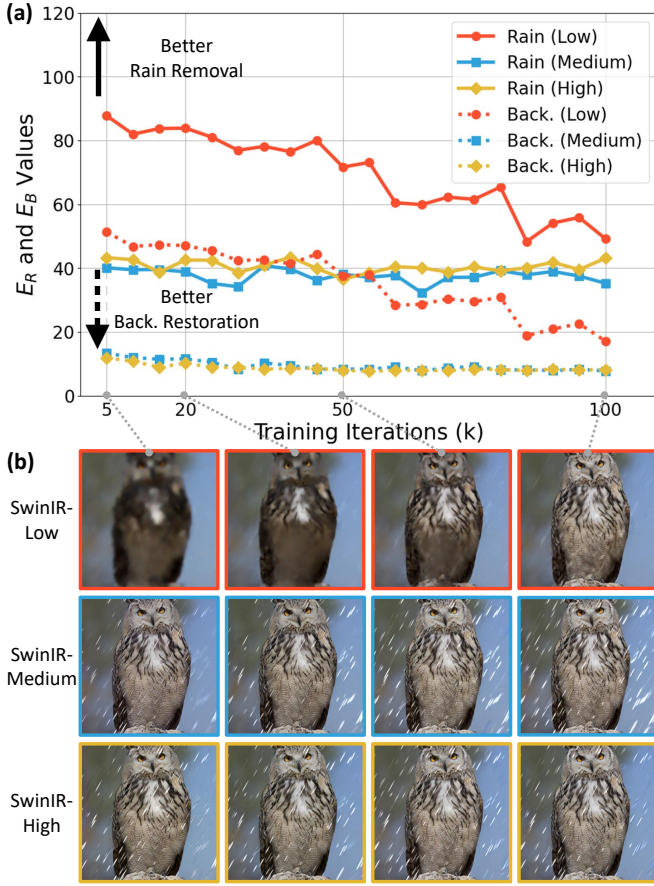 (a)
120
100
80
60
40
20
0
E_R and E_B Values
Better
Rain Removal
Better
Back. Restoration
Rain (Low)
Rain (Medium)
Rain (High)
Back. (Low)
Back. (Medium)
Back. (High)
5 20 50 100
Training Iterations (k)
(b)
SwinIR-
Low
SwinIR-
Medium
SwinIR-
High